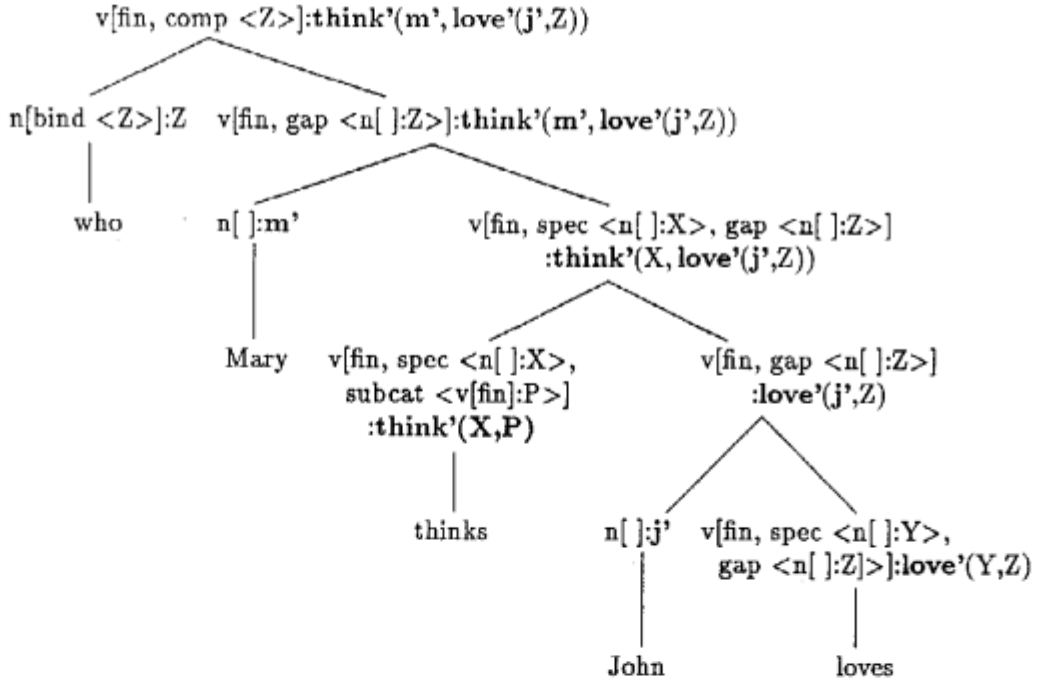 v[fin, comp <Z>]:think’(m’, love’(j’,Z))
n[bind <Z>]:Z v[fin, gap <n[ ]:Z>]:think’(m’, love’(j’,Z))
who n[ ]:m’ v[fin, spec <n[ ]:X>, gap <n[ ]:Z>]
:think’(X, love’(j’,Z))
Mary v[fin, spec <n[ ]:X>, v[fin, gap <n[ ]:Z>]
subcat <v[fin]:P>] :love’(j’,Z)
:think’(X,P)
thinks n[ ]:j’ v[fin, spec <n[ ]:Y>,
gap <n[ ]:Z]>]:love’(Y,Z)
John loves